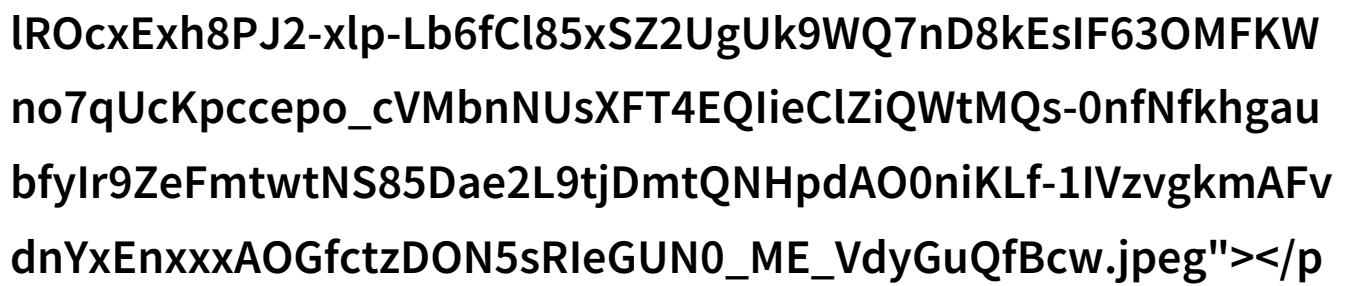 lROcxExh8PJ2-xlp-Lb6fCl85xSZ2UgUk9WQ7nD8kEsIF63OMFKW
no7qUcKpccepo_cVMbnNUsXFT4EQIieClZiQWtMQs-0nfNfkhgau
bfyIr9ZeFmtwtNS85Dae2L9tjDmtQNHpdAO0niKLf-1IVzvgkmAFv
dnYxEnxxxAOGfctzDON5sRIeGUN0_ME_VdyGuQfBcw.jpeg"></p